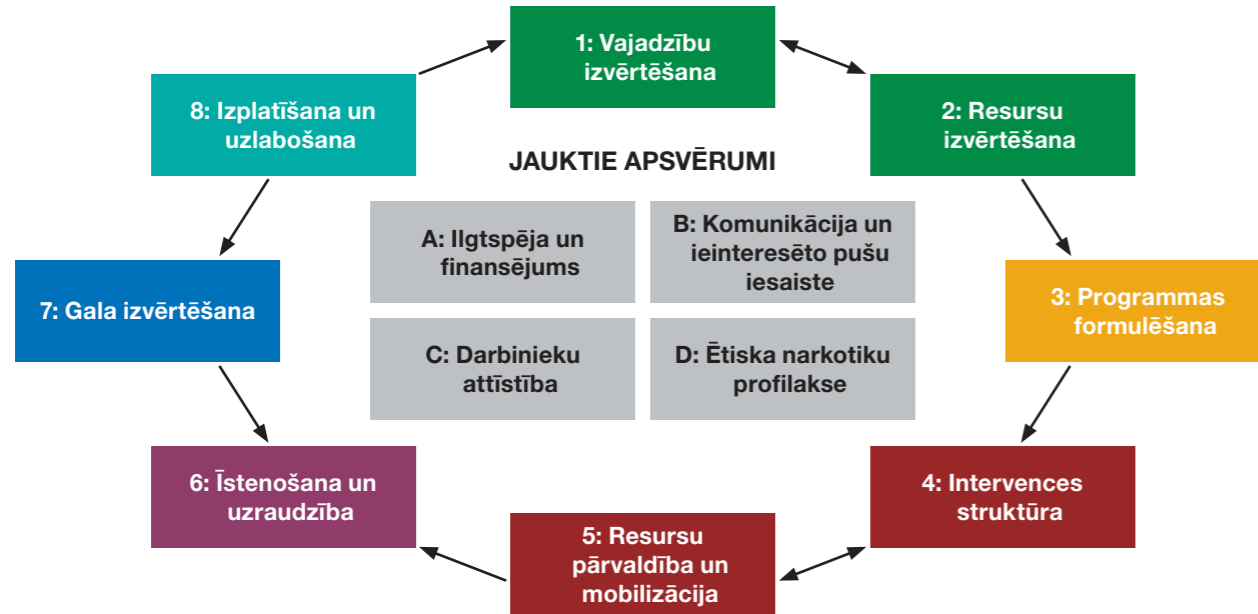 1: Vajadzību
izvērtēšana
2: Resursu
izvērtēšana
3: Programmas
formulēšana
4: Intervences
struktūra
5: Resursu
pārvaldība un
mobilizācija
6: Īstenošana un
uzraudzība
7: Gala izvērtēšana
8: Izplatīšana un
uzlabošana
JAUKTIE APSVĒRUMI
A: Ilgtspēja un
finansējums
B: Komunikācija un
ieinteresēto pušu
iesaiste
C: Darbinieku
attīstība
D: Ētiska narkotiku
profilakse